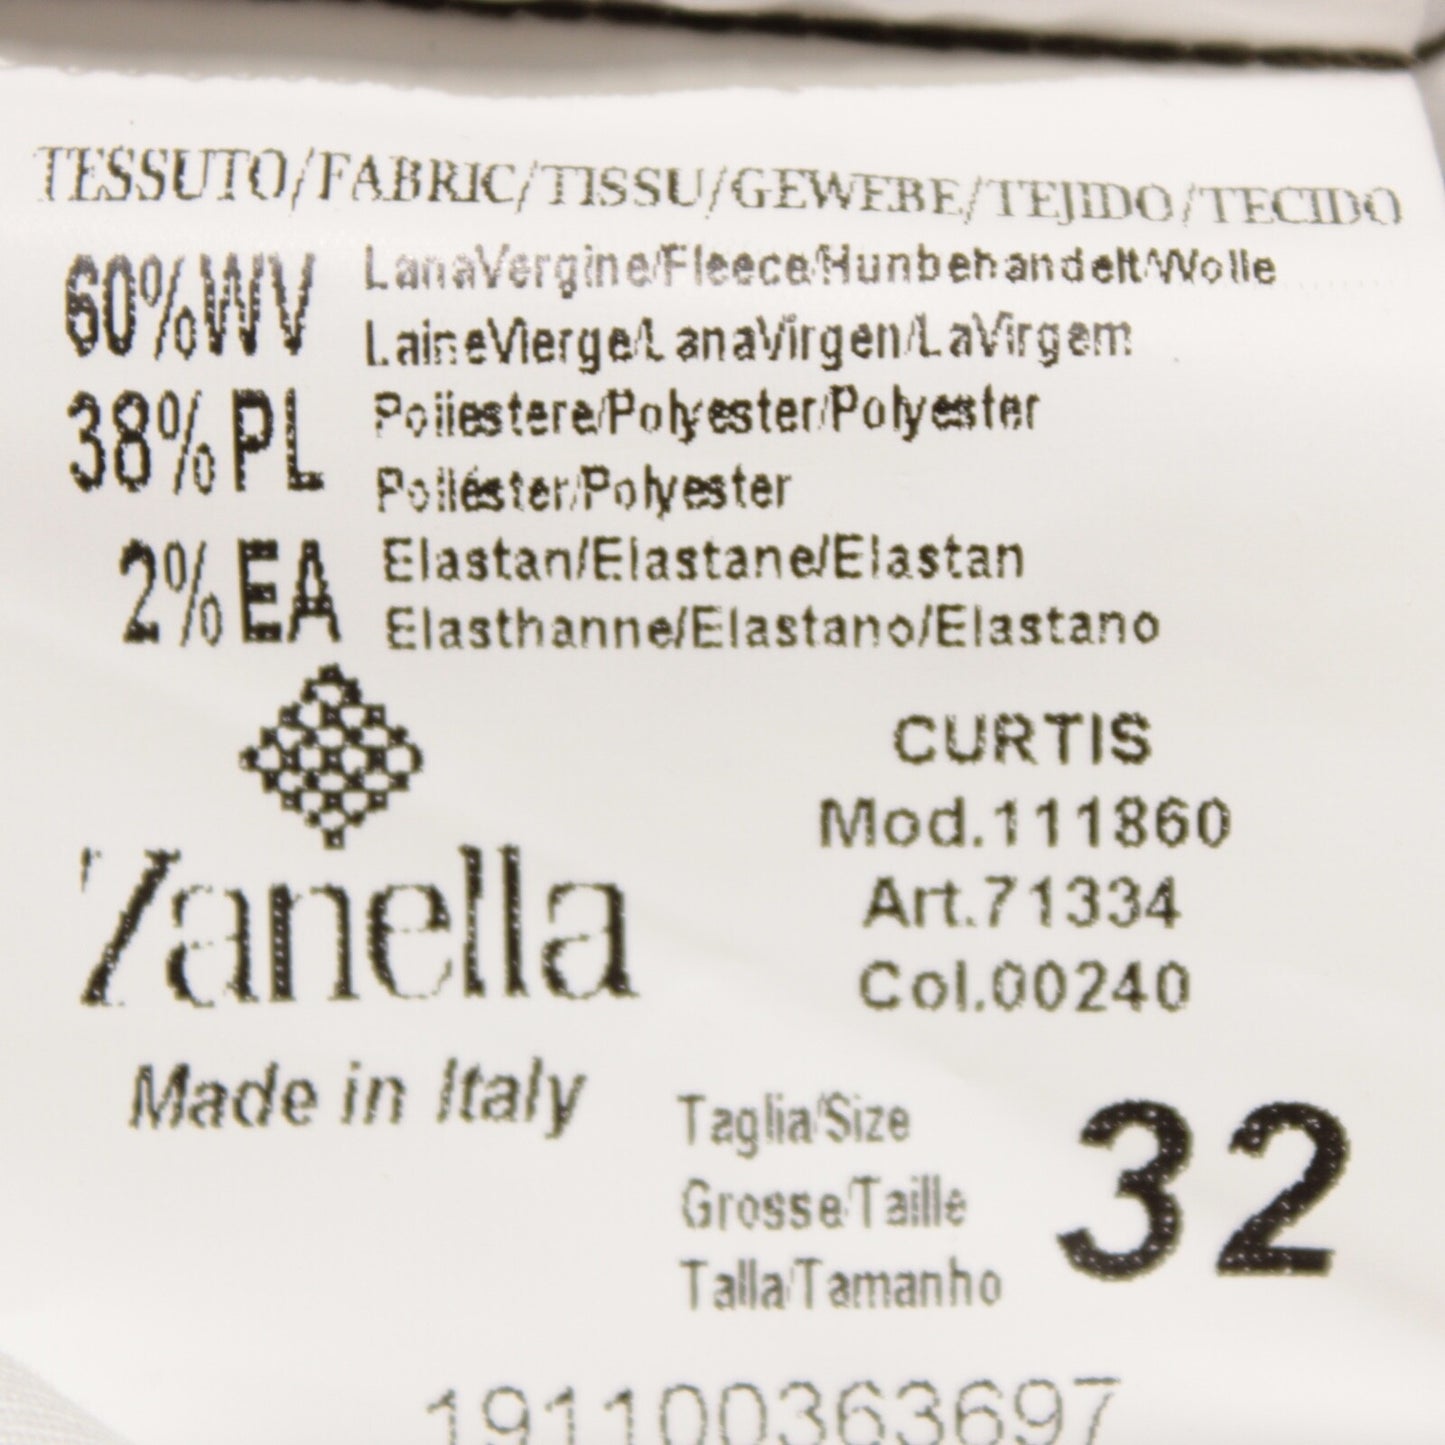 TESSUTO/FABRIC/TISSU/GEWEBE/TEJIDO/TECIDO
60%WV LanaVergine/Fleece/Hunbehandelt/Wolle
LaineVierge/LanaVirgen/LaVirgem
38%PL Poliestere/Polyester/Polyester
Poliéster/Polyester
2%EA Elastan/Elastane/Elastan
Elasthanne/Elastano/Elastano
CURTIS
Mod.111860
Art.71334
Col.00240
Zanella
Made in Italy
Taglia/Size
Grosse/Taille
Talla/Tamanho
32
191100363697